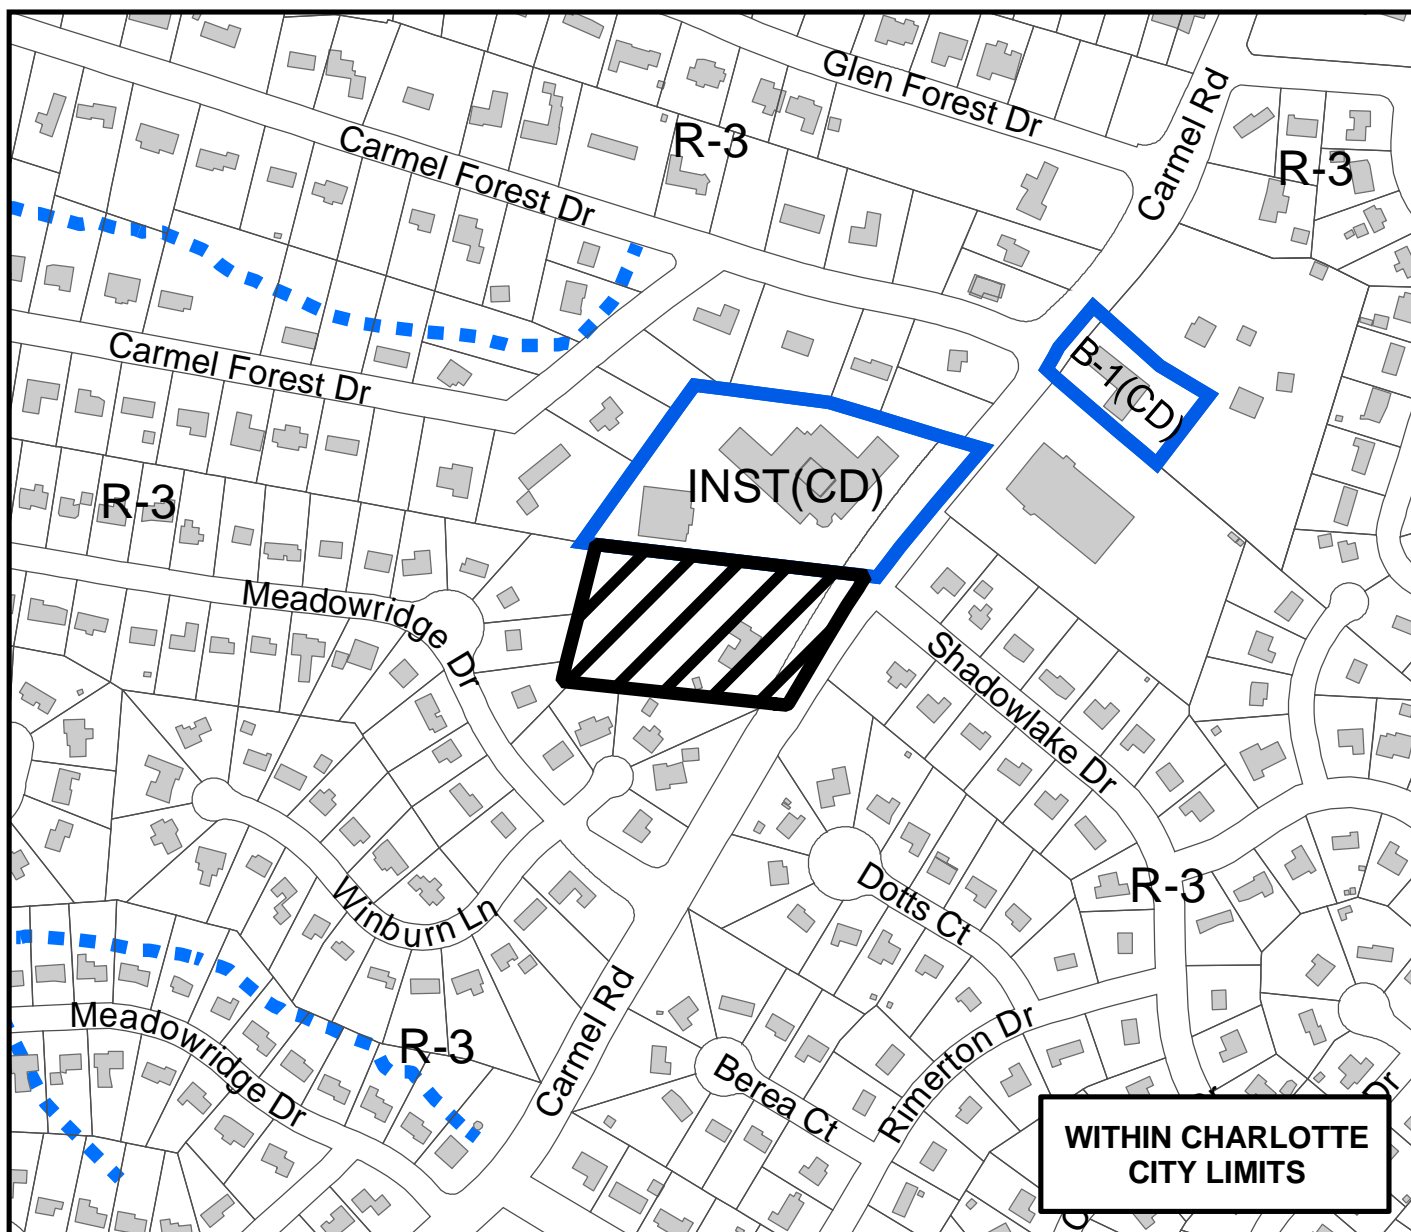 Glen Forest Dr
Carmel Rd
R-3
R-3
Carmel Forest Dr
Carmel Forest Dr
B-1(CD)
INST(CD)
R-3
Meadowridge Dr
Shadowlake Dr
R-3
Dotts Ct
Winburn Ln
Carmel Rd
Meadowridge Dr
R-3
Rimerton Dr
Berea Ct
Dr
WITHIN CHARLOTTE
CITY LIMITS